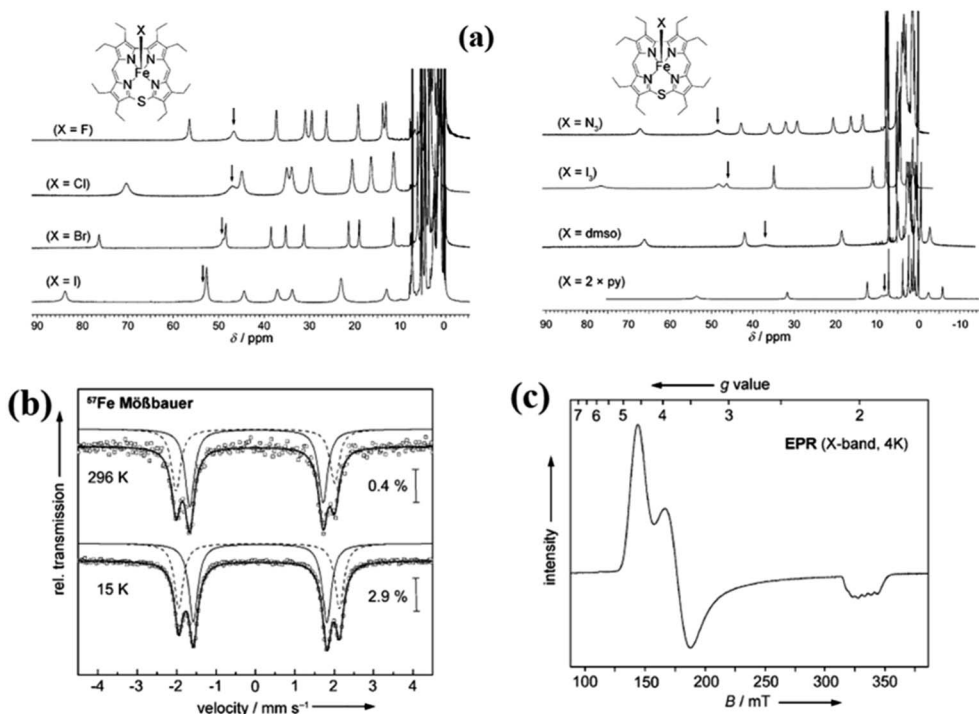 (a)
X
N N
Fe
N N
S
(X = F)
(X = Cl)
(X = Br)
(X = I)
90 80 70 60 50 40 30 20 10 0
δ / ppm
X
N N
Fe
N N
S
(X = N3)
(X = I3)
(X = dmso)
(X = 2 × py)
90 80 70 60 50 40 30 20 10 0 -10
δ / ppm
(b)
57Fe Mößbauer
296 K
0.4 %
15 K
2.9 %
rel. transmission
-4 -3 -2 -1 0 1 2 3 4
velocity / mm s–1
(c)
g value
7 6 5 4 3 2
EPR (X-band, 4K)
intensity
100 150 200 250 300 350
B / mT